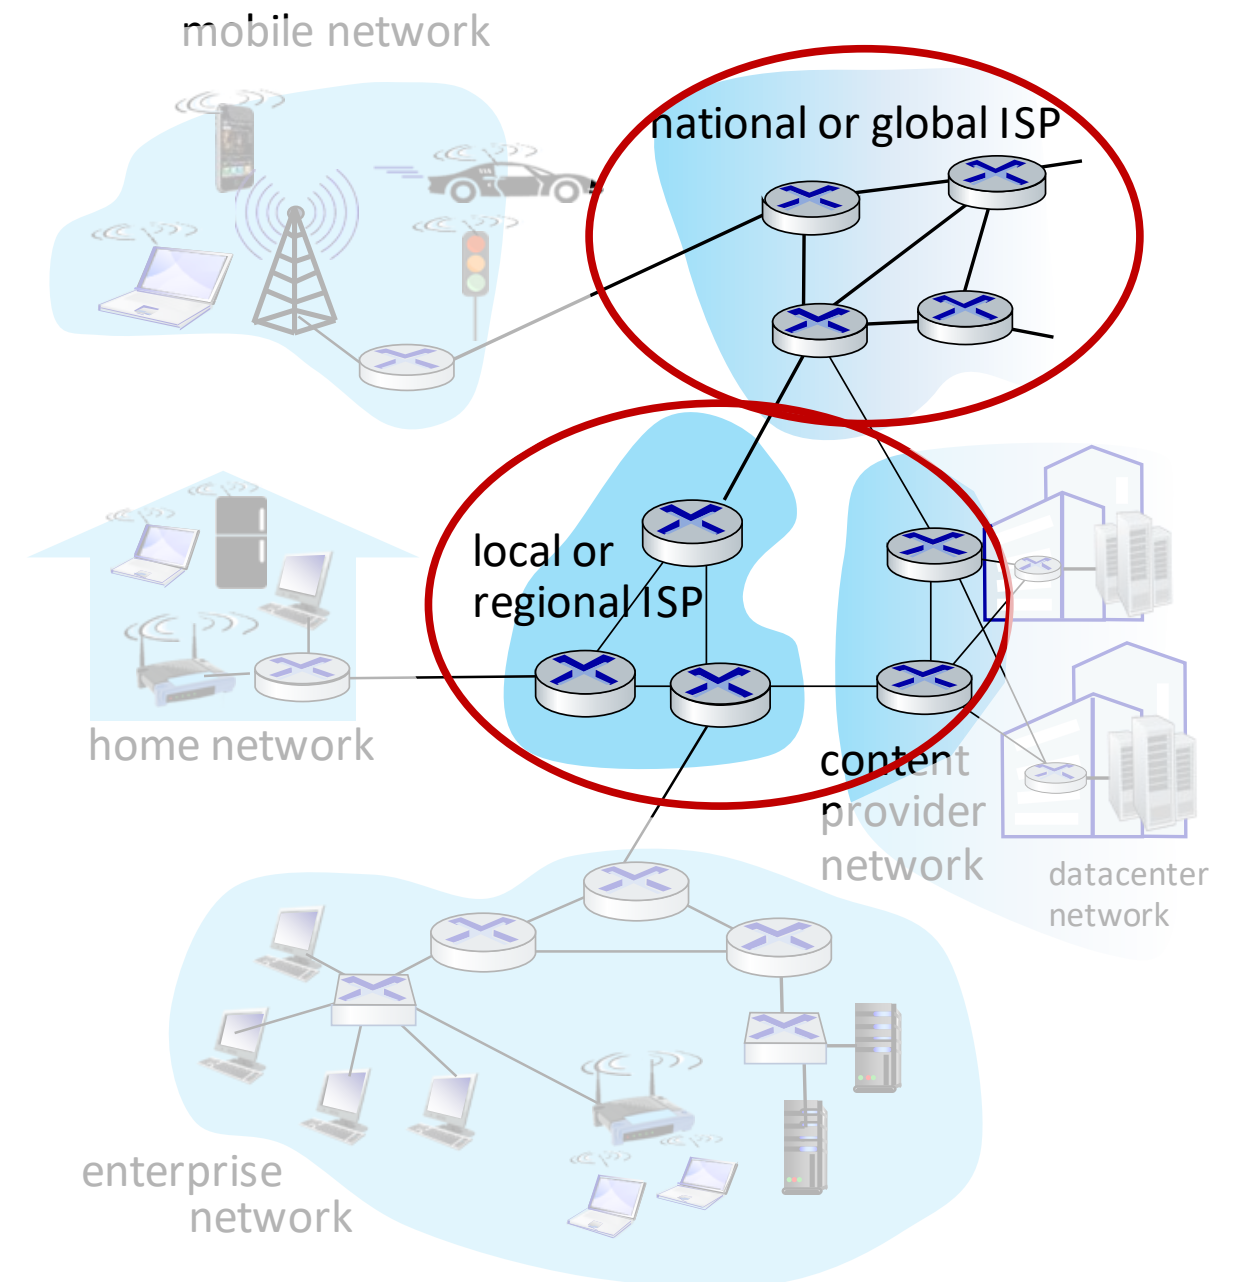 mobile network
national or global ISP
local or
regional ISP
home network
content
provider
network
datacenter
network
enterprise
network